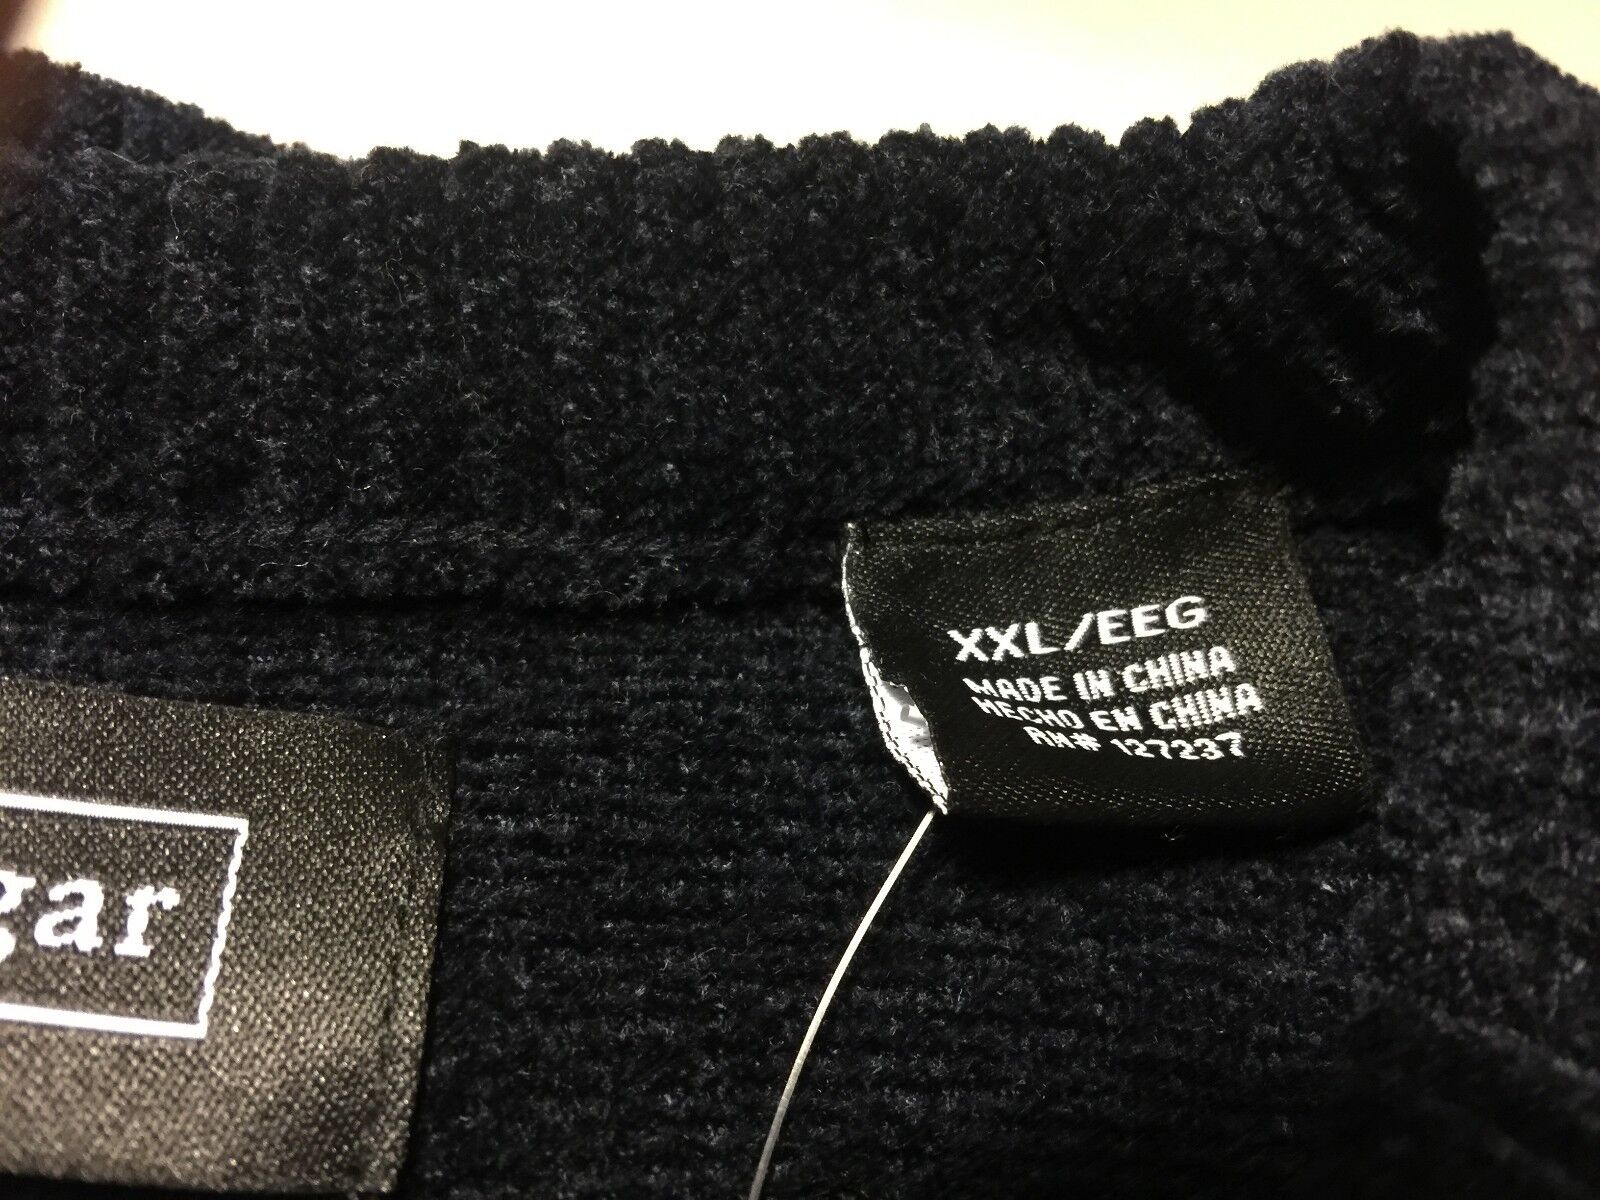 XXL/EEG
MADE IN CHINA
HECHO EN CHINA
RN# 127237
gar